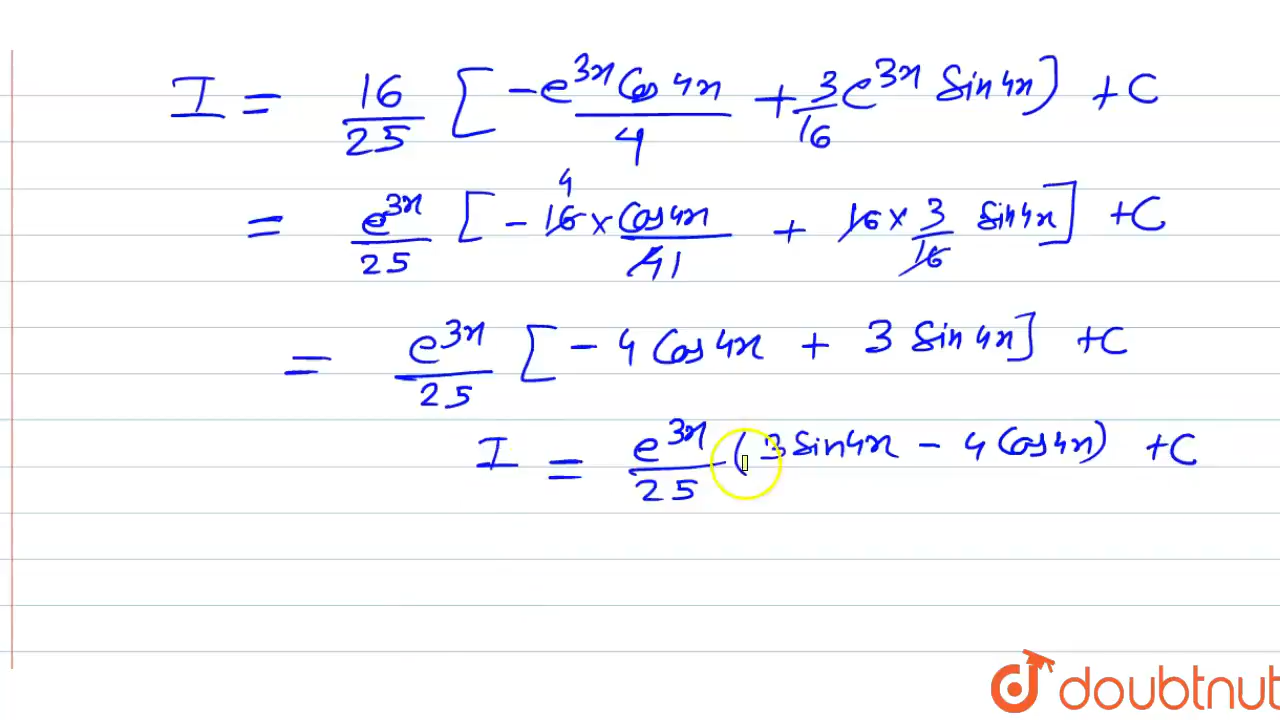 I = 16/25 [ -e^{3x} Cos 4x / 4 + 3/16 e^{3x} Sin 4x ] + C
= e^{3x}/25 [ - 16 4 × Cos 4x / 4 1 + 16 × 3/16 Sin 4x ] + C
= e^{3x}/25 [ - 4 Cos 4x + 3 Sin 4x ] + C
I = e^{3x}/25 ( 3 Sin 4x - 4 Cos 4x ) + C
doubtnut